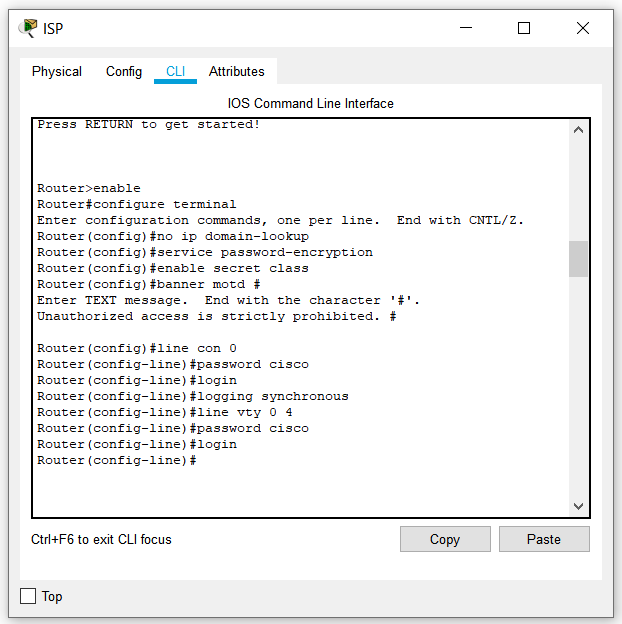 ISP
Physical Config CLI Attributes
IOS Command Line Interface
Press RETURN to get started!
Router>enable
Router#configure terminal
Enter configuration commands, one per line.  End with CNTL/Z.
Router(config)#no ip domain-lookup
Router(config)#service password-encryption
Router(config)#enable secret class
Router(config)#banner motd #
Enter TEXT message.  End with the character '#'.
Unauthorized access is strictly prohibited. #
Router(config)#line con 0
Router(config-line)#password cisco
Router(config-line)#login
Router(config-line)#logging synchronous
Router(config-line)#line vty 0 4
Router(config-line)#password cisco
Router(config-line)#login
Router(config-line)#
Ctrl+F6 to exit CLI focus Copy Paste
Top